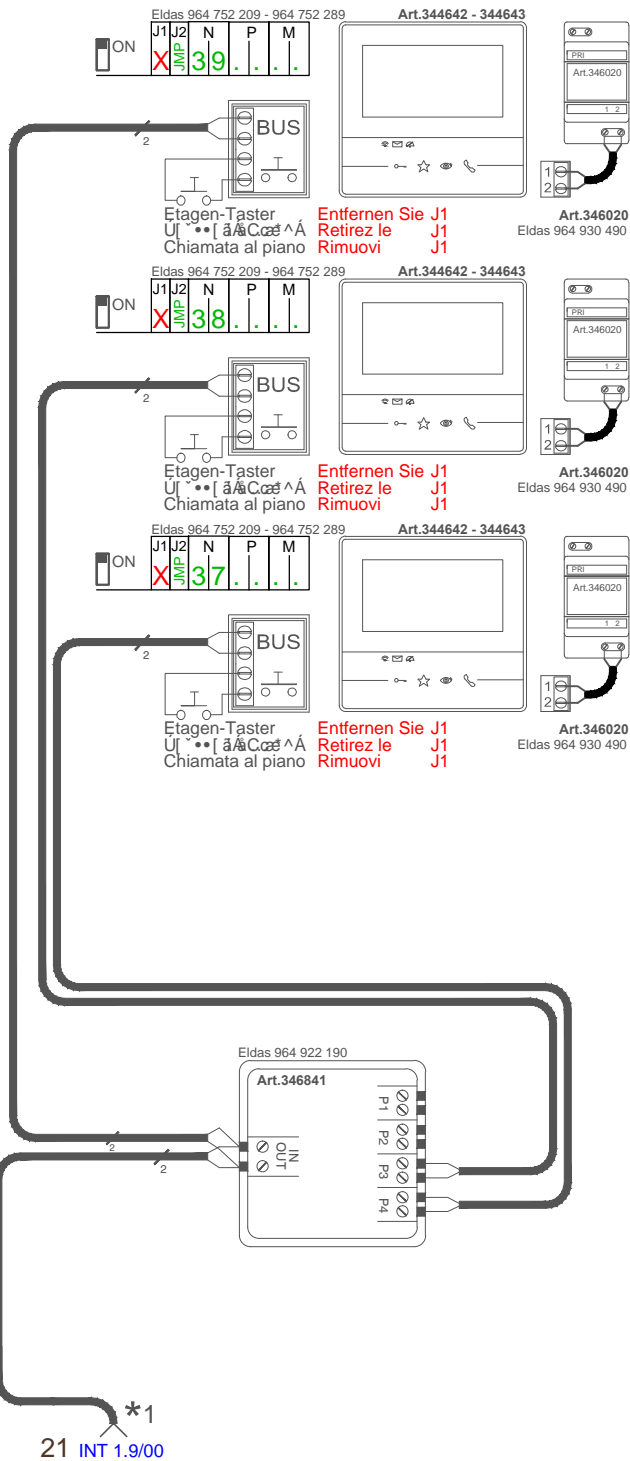 Eldas 964 752 209 - 964 752 289
Art.344642 - 344643
ON
J1 J2 N P M
X JMP 3 9 . . . .
PRI
Art.346020
1 2
BUS
2
1
2
Etagen-Taster Entfernen Sie J1
Retirez le J1
Chiamata al piano Rimuovi J1
Art.346020
Eldas 964 930 490
Eldas 964 752 209 - 964 752 289
Art.344642 - 344643
ON
J1 J2 N P M
X JMP 3 8 . . . .
PRI
Art.346020
1 2
BUS
2
1
2
Etagen-Taster Entfernen Sie J1
Retirez le J1
Chiamata al piano Rimuovi J1
Art.346020
Eldas 964 930 490
Eldas 964 752 209 - 964 752 289
Art.344642 - 344643
ON
J1 J2 N P M
X JMP 3 7 . . . .
PRI
Art.346020
1 2
BUS
2
1
2
Etagen-Taster Entfernen Sie J1
Retirez le J1
Chiamata al piano Rimuovi J1
Art.346020
Eldas 964 930 490
Eldas 964 922 190
Art.346841
P1
P2
P3
P4
IN
OUT
2
2
*1
21 INT 1.9/00